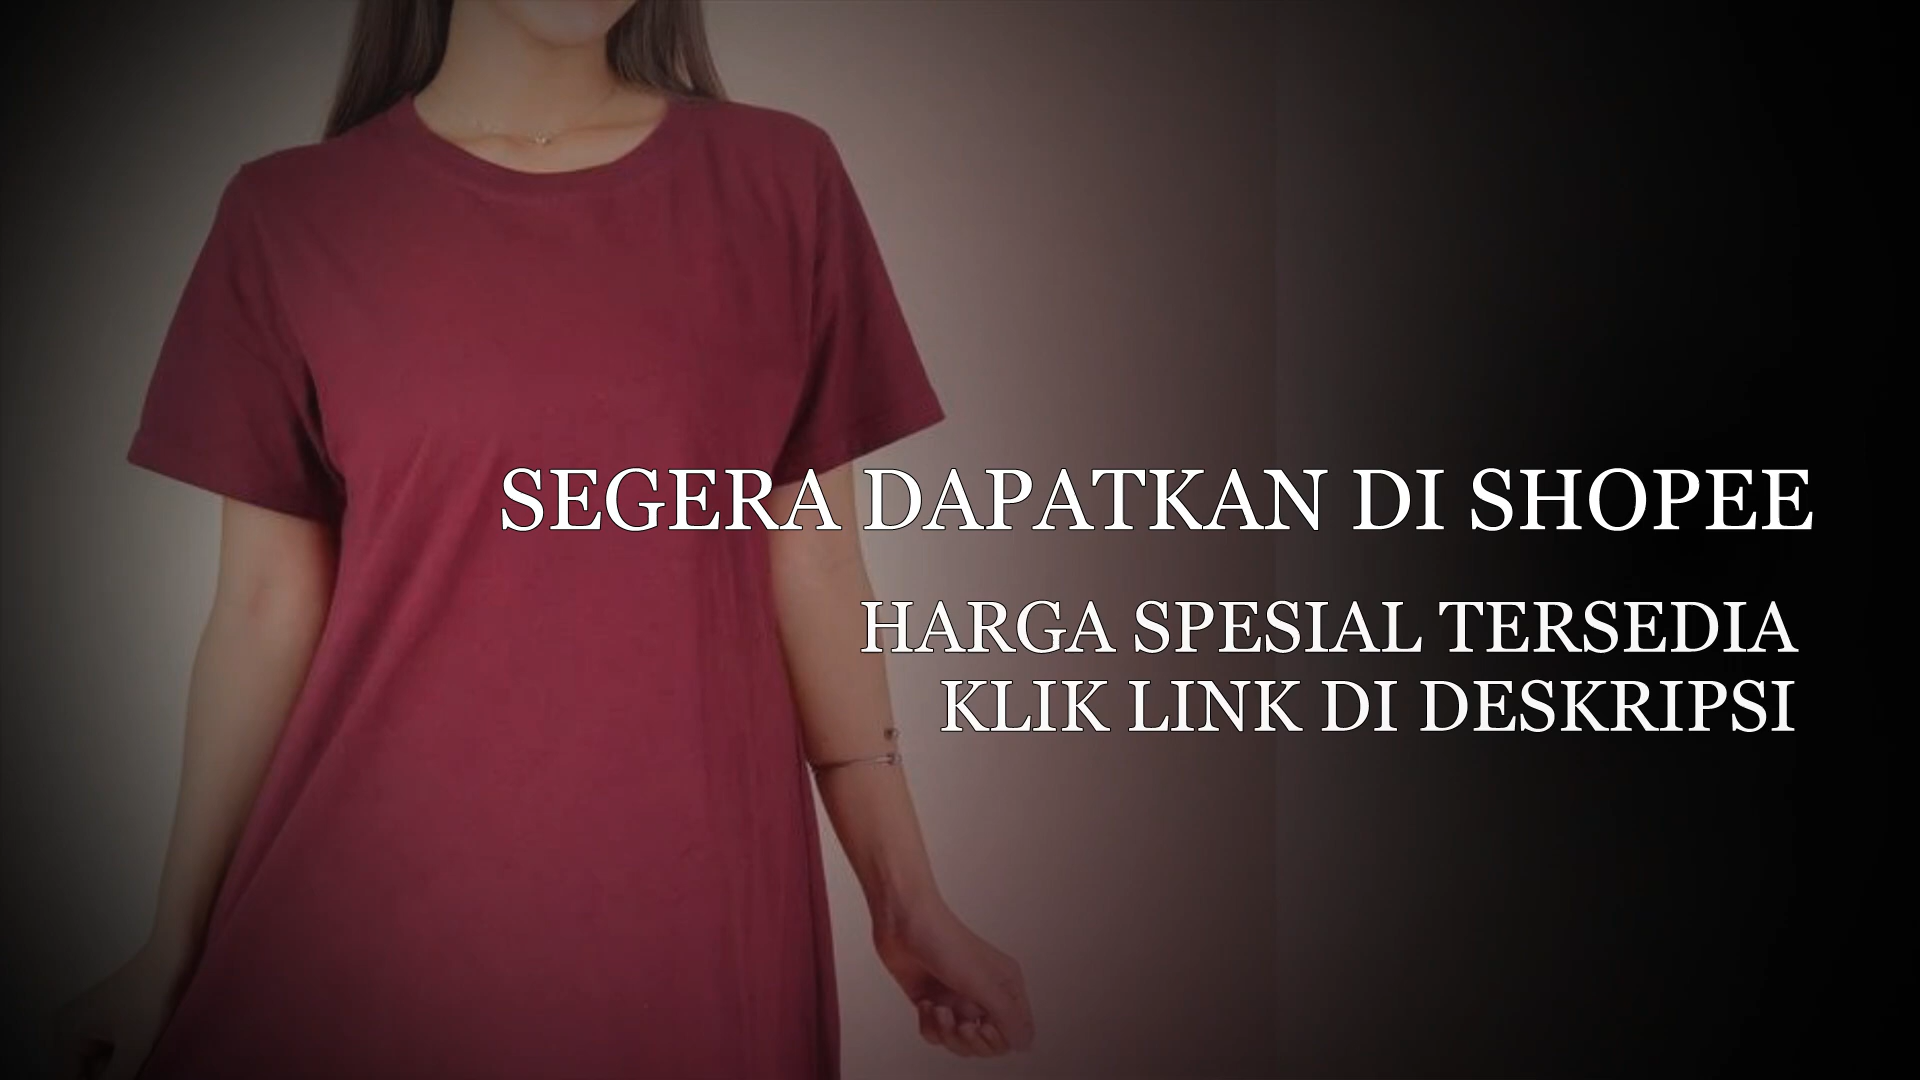 SEGERA DAPATKAN DI SHOPEE
HARGA SPESIAL TERSEDIA
KLIK LINK DI DESKRIPSI